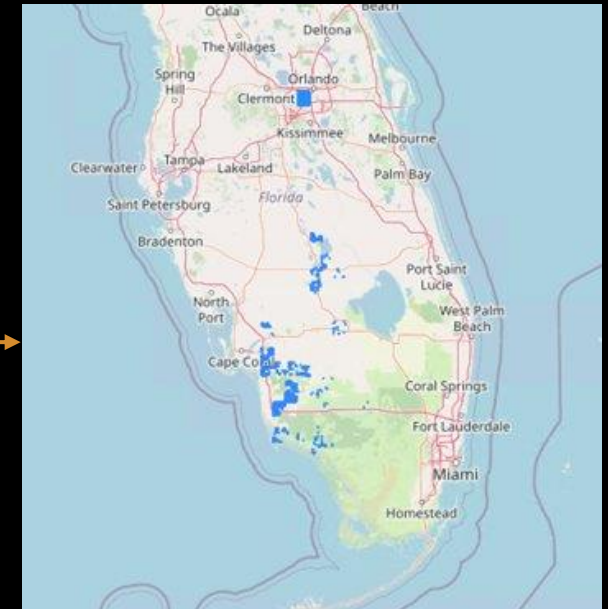 Ocala
Beach
Deltona
The Villages
Spring
Hill
Orlando
Clermont
Kissimmee
Melbourne
Clearwater
Tampa
Lakeland
Palm Bay
Florida
Saint Petersburg
Bradenton
Port Saint
Lucie
North
Port
West Palm
Beach
Cape Coral
Coral Springs
Fort Lauderdale
Miami
Homestead